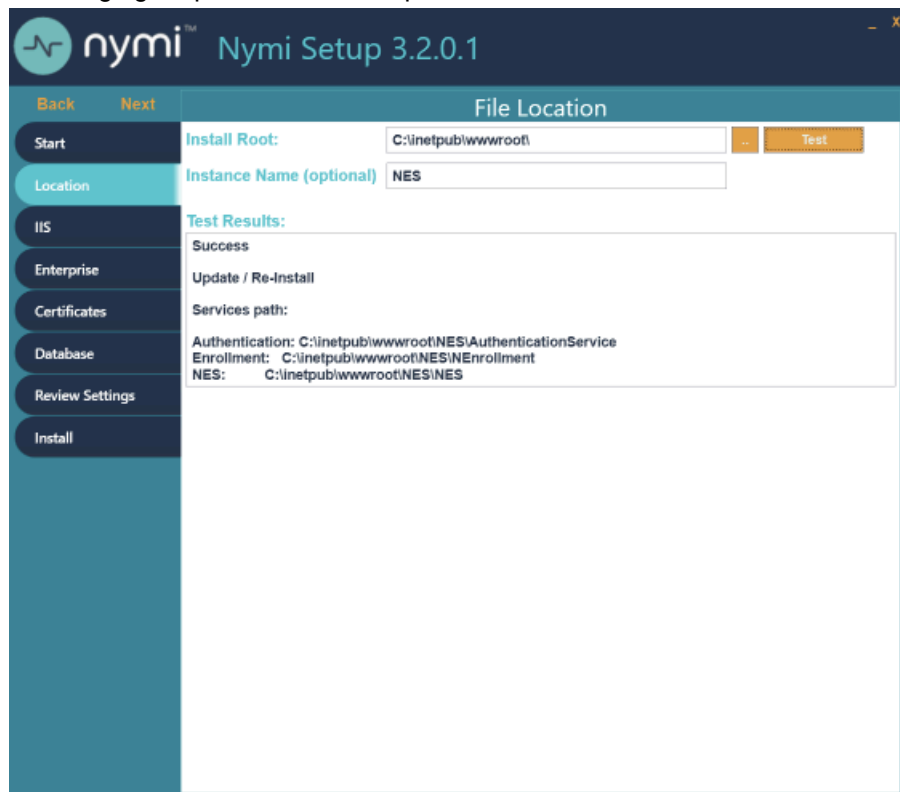 nymi™ Nymi Setup 3.2.0.1
_ x
Back Next
File Location
Start
Install Root: C:\inetpub\wwwroot\ .. Test
Location
Instance Name (optional) NES
IIS
Test Results:
Success
Enterprise
Update / Re-Install
Certificates
Services path:
Database
Authentication: C:\inetpub\wwwroot\NES\AuthenticationService
Enrollment: C:\inetpub\wwwroot\NES\NEnrollment
NES: C:\inetpub\wwwroot\NES\NES
Review Settings
Install